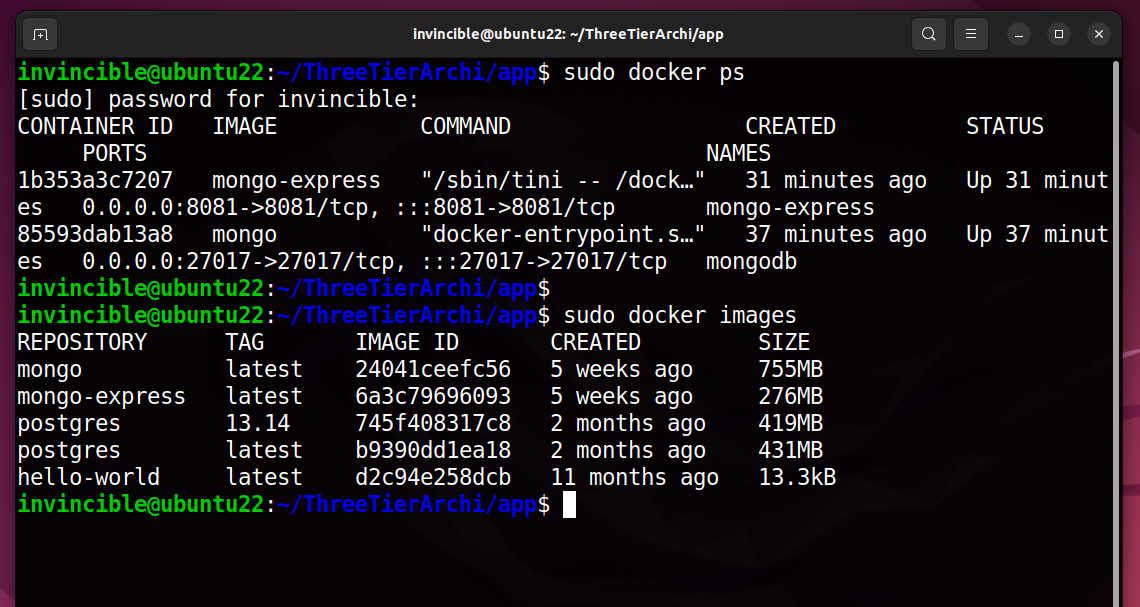 invincible@ubuntu22: ~/ThreeTierArchi/app
invincible@ubuntu22:~/ThreeTierArchi/app$ sudo docker ps
[sudo] password for invincible:
CONTAINER ID   IMAGE           COMMAND                  CREATED          STATUS
     PORTS                                           NAMES
1b353a3c7207   mongo-express   "/sbin/tini -- /dock…"   31 minutes ago   Up 31 minut
es   0.0.0.0:8081->8081/tcp, :::8081->8081/tcp       mongo-express
85593dab13a8   mongo           "docker-entrypoint.s…"   37 minutes ago   Up 37 minut
es   0.0.0.0:27017->27017/tcp, :::27017->27017/tcp   mongodb
invincible@ubuntu22:~/ThreeTierArchi/app$
invincible@ubuntu22:~/ThreeTierArchi/app$ sudo docker images
REPOSITORY      TAG       IMAGE ID       CREATED         SIZE
mongo           latest    24041ceefc56   5 weeks ago     755MB
mongo-express   latest    6a3c79696093   5 weeks ago     276MB
postgres        13.14     745f408317c8   2 months ago    419MB
postgres        latest    b9390dd1ea18   2 months ago    431MB
hello-world     latest    d2c94e258dcb   11 months ago   13.3kB
invincible@ubuntu22:~/ThreeTierArchi/app$